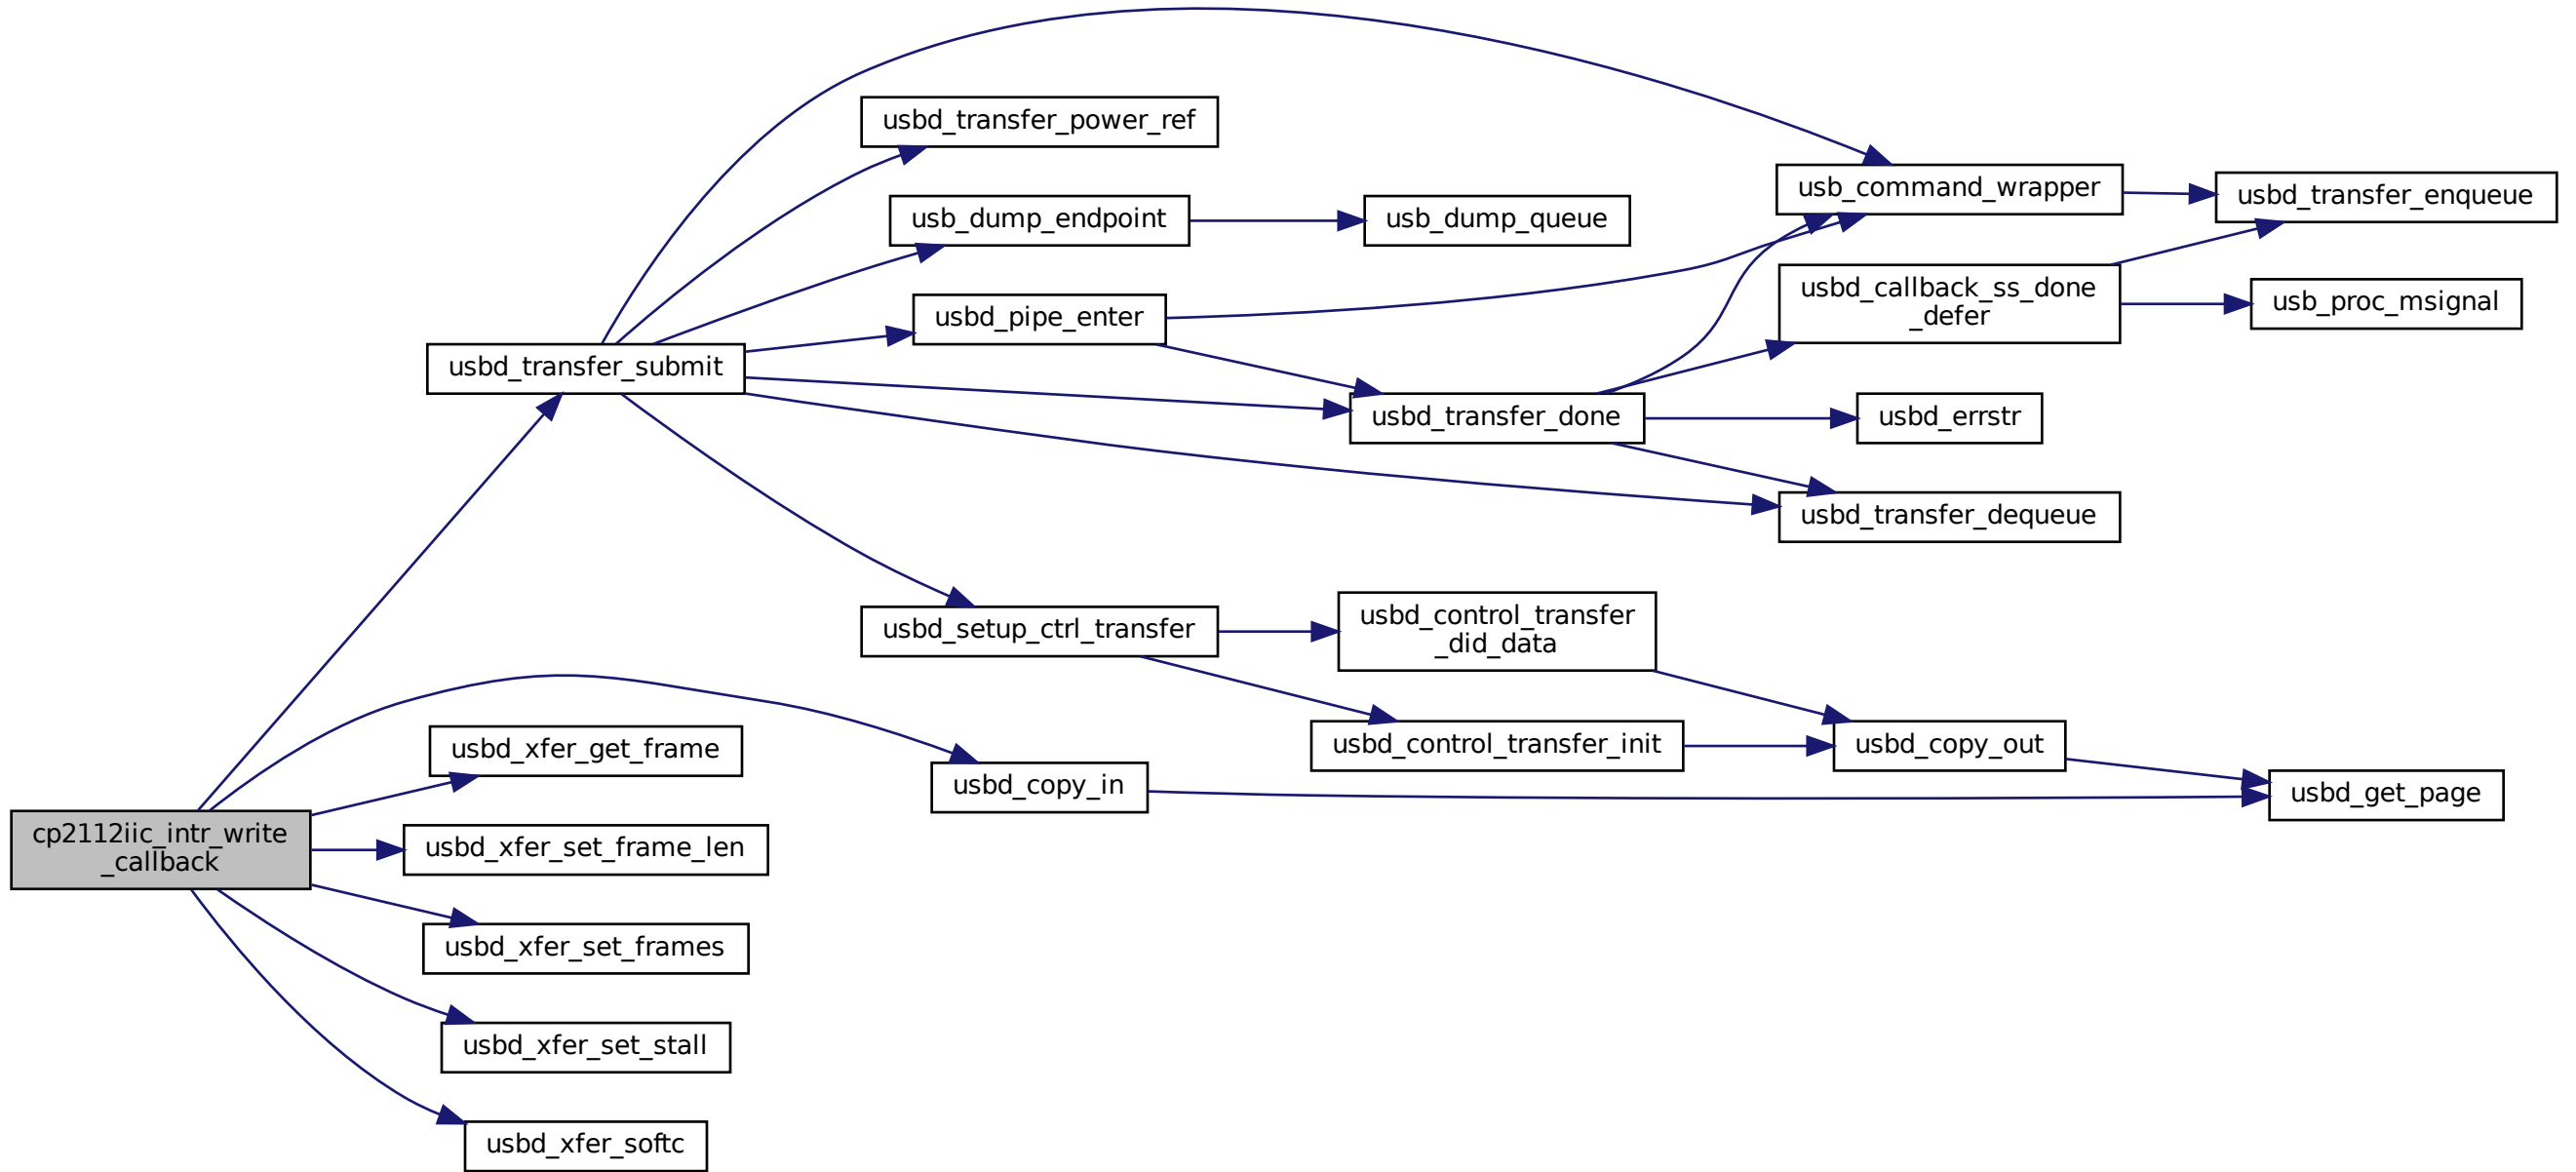 usbd_transfer_power_ref
usb_command_wrapper
usbd_transfer_enqueue
usb_dump_endpoint
usb_dump_queue
usbd_callback_ss_done
_defer
usb_proc_msignal
usbd_pipe_enter
usbd_transfer_submit
usbd_transfer_done
usbd_errstr
usbd_transfer_dequeue
usbd_setup_ctrl_transfer
usbd_control_transfer
_did_data
usbd_control_transfer_init
usbd_copy_out
usbd_xfer_get_frame
usbd_copy_in
usbd_get_page
cp2112iic_intr_write
_callback
usbd_xfer_set_frame_len
usbd_xfer_set_frames
usbd_xfer_set_stall
usbd_xfer_softc